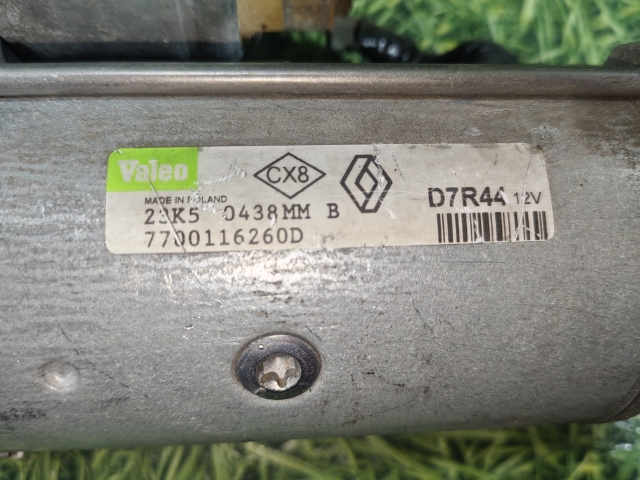 Valeo
CX8
D7R44 12V
MADE IN POLAND
23K5 0438MM B
7700116260D